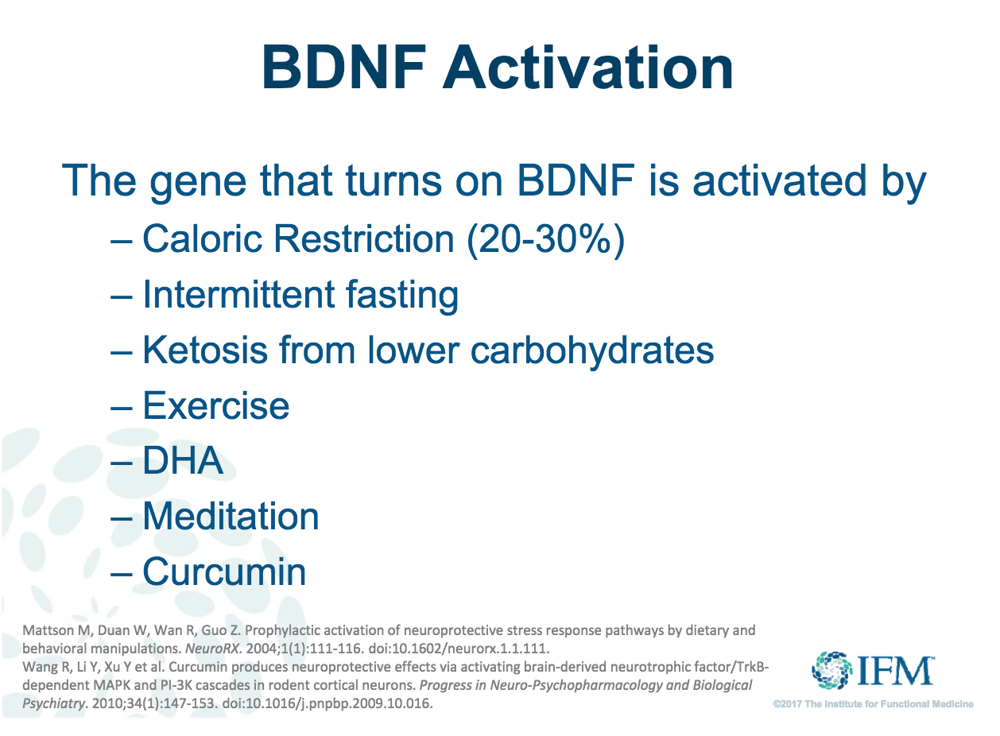 BDNF Activation
The gene that turns on BDNF is activated by
– Caloric Restriction (20-30%)
– Intermittent fasting
– Ketosis from lower carbohydrates
– Exercise
– DHA
– Meditation
– Curcumin
Mattson M, Duan W, Wan R, Guo Z. Prophylactic activation of neuroprotective stress response pathways by dietary and
behavioral manipulations. NeuroRX. 2004;1(1):111-116. doi:10.1602/neurorx.1.1.111.
Wang R, Li Y, Xu Y et al. Curcumin produces neuroprotective effects via activating brain-derived neurotrophic factor/TrkB-
dependent MAPK and PI-3K cascades in rodent cortical neurons. Progress in Neuro-Psychopharmacology and Biological
Psychiatry. 2010;34(1):147-153. doi:10.1016/j.pnpbp.2009.10.016.
IFM™
©2017 The Institute for Functional Medicine